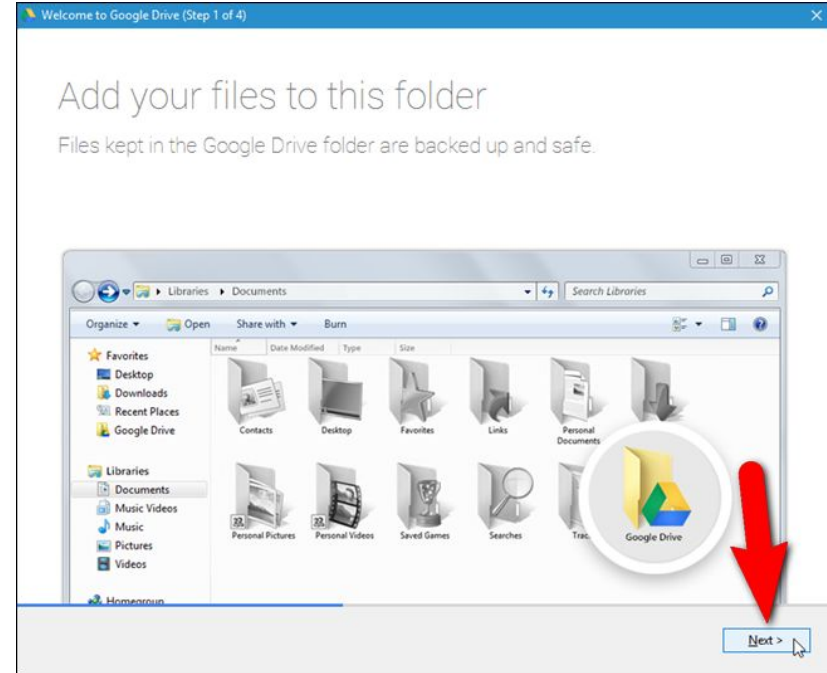 Welcome to Google Drive (Step 1 of 4)
Add your files to this folder
Files kept in the Google Drive folder are backed up and safe.
Libraries Documents
Search Libraries
Organize Open Share with Burn
Name Date Modified Type Size
Favorites
Desktop
Downloads
Recent Places
Google Drive
Libraries
Documents
Music Videos
Music
Pictures
Videos
Homegroup
Contacts Desktop Favorites Links Personal
Documents
Personal Pictures Personal Videos Saved Games Searches Google Drive
Next >